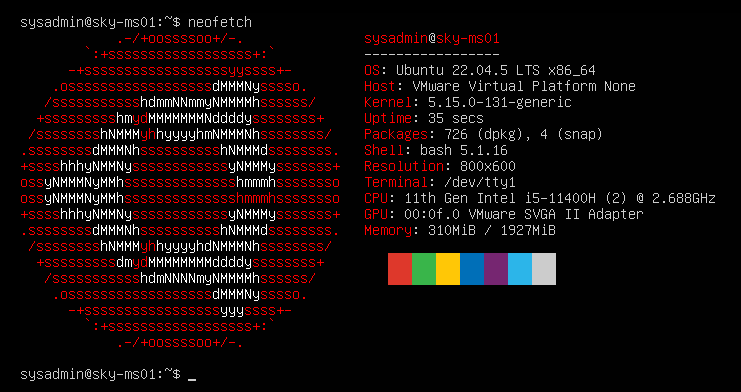 sysadmin@sky-ms01:~$ neofetch
            .-/+oossssoo+/-.               sysadmin@sky-ms01
        `:+ssssssssssssssssss+:`           -----------------
      -+ssssssssssssssssssyyssss+-         OS: Ubuntu 22.04.5 LTS x86_64
    .ossssssssssssssssssdMMMNysssso.       Host: VMware Virtual Platform None
   /ssssssssssshdmmNNmmyNMMMMhssssss/      Kernel: 5.15.0-131-generic
  +ssssssssshmydMMMMMMMNddddyssssssss+     Uptime: 35 secs
 /sssssssshNMMMyhhyyyyhmNMMMNhssssssss/    Packages: 726 (dpkg), 4 (snap)
.ssssssssdMMMNhsssssssssshNMMMdssssssss.   Shell: bash 5.1.16
+sssshhhyNMMNyssssssssssssyNMMMysssssss+   Resolution: 800x600
ossyNMMMNyMMhsssssssssssssshmmmhssssssso   Terminal: /dev/tty1
ossyNMMMNyMMhsssssssssssssshmmmhssssssso   CPU: 11th Gen Intel i5-11400H (2) @ 2.688GHz
+sssshhhyNMMNyssssssssssssyNMMMysssssss+   GPU: 00:0f.0 VMware SVGA II Adapter
.ssssssssdMMMNhsssssssssshNMMMdssssssss.   Memory: 310MiB / 1927MiB
 /sssssssshNMMMyhhyyyyhdNMMMNhssssssss/
  +sssssssssdmydMMMMMMMMddddyssssssss+
   /ssssssssssshdmNNNNmyNMMMMhssssss/
    .ossssssssssssssssssdMMMNysssso.
      -+sssssssssssssssssyyyssss+-
        `:+ssssssssssssssssss+:`
            .-/+oossssoo+/-.
sysadmin@sky-ms01:~$ _